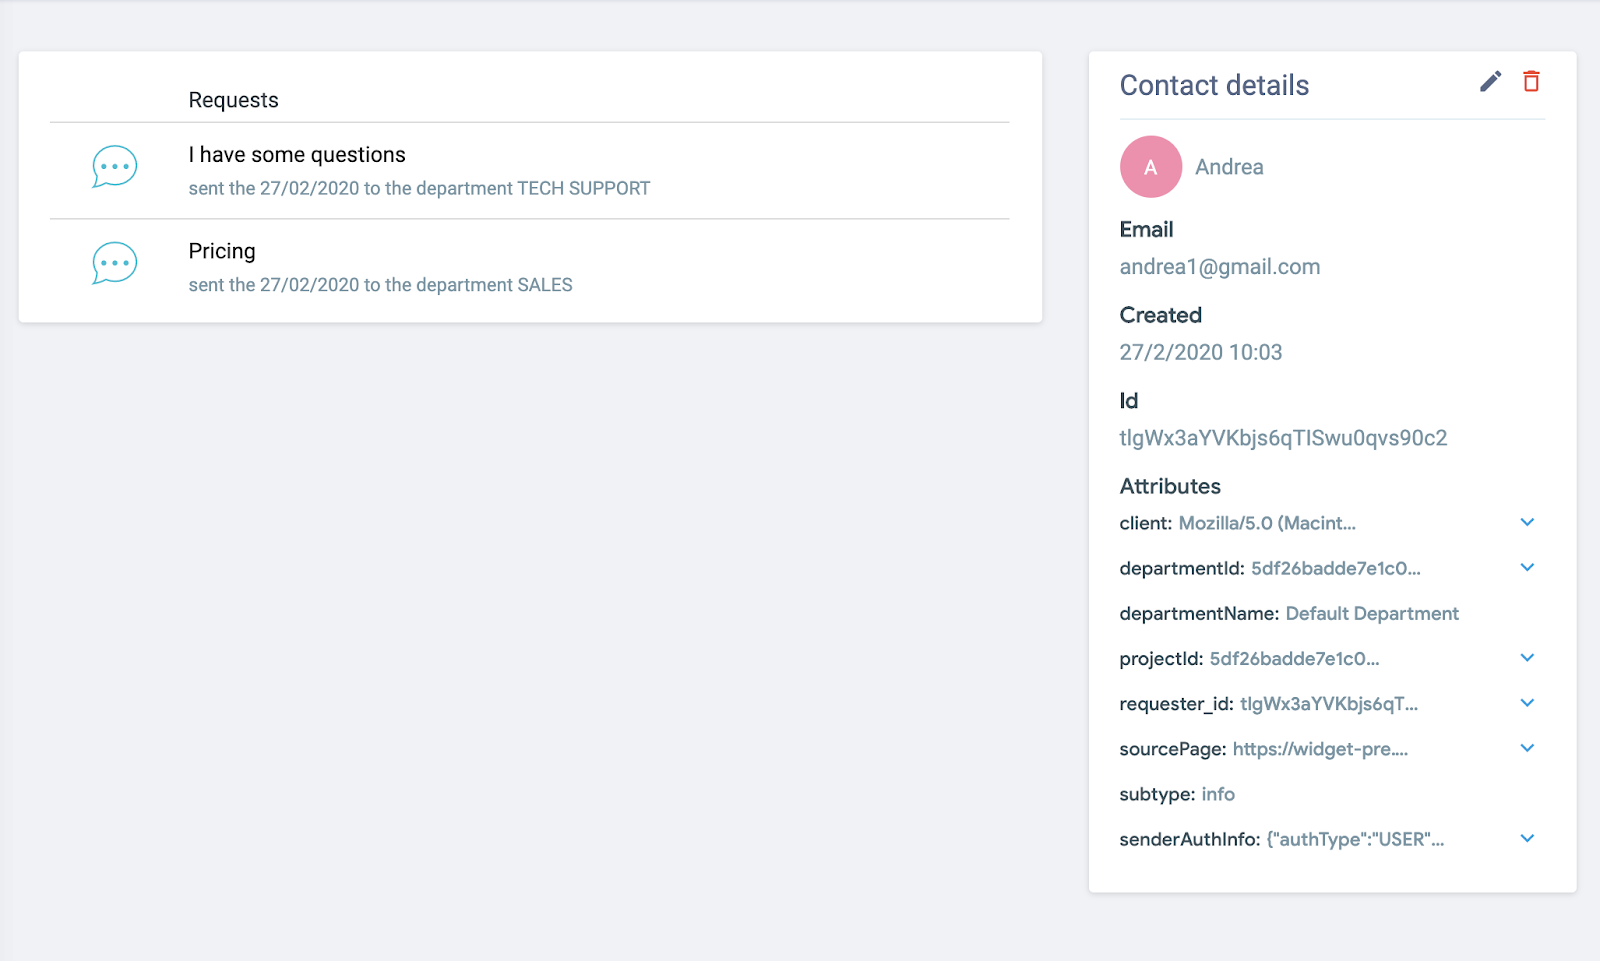 Requests
I have some questions
sent the 27/02/2020 to the department TECH SUPPORT
Pricing
sent the 27/02/2020 to the department SALES
Contact details
A
Andrea
Email
andrea1@gmail.com
Created
27/2/2020 10:03
Id
tlgWx3aYVKbjs6qTISwu0qvs90c2
Attributes
client: Mozilla/5.0 (Macint...
departmentId: 5df26badde7e1c0...
departmentName: Default Department
projectId: 5df26badde7e1c0...
requester_id: tlgWx3aYVKbjs6qT...
sourcePage: https://widget-pre....
subtype: info
senderAuthInfo: {"authType":"USER"...